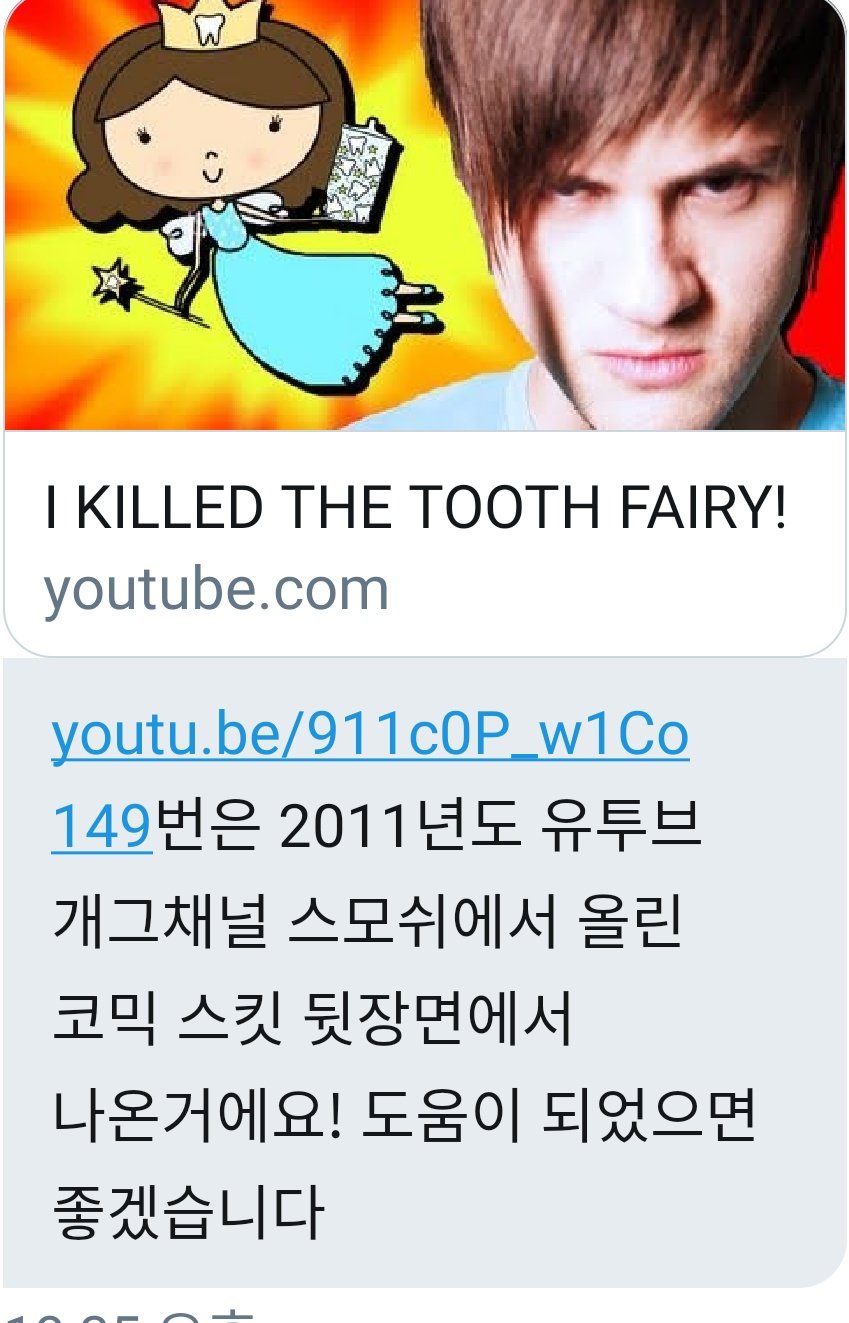 I KILLED THE TOOTH FAIRY!
youtube.com
youtu.be/911c0P_w1Co
149번은 2011년도 유투브
개그채널 스모쉬에서 올린
코믹 스킷 뒷장면에서
나온거에요! 도움이 되었으면
좋겠습니다